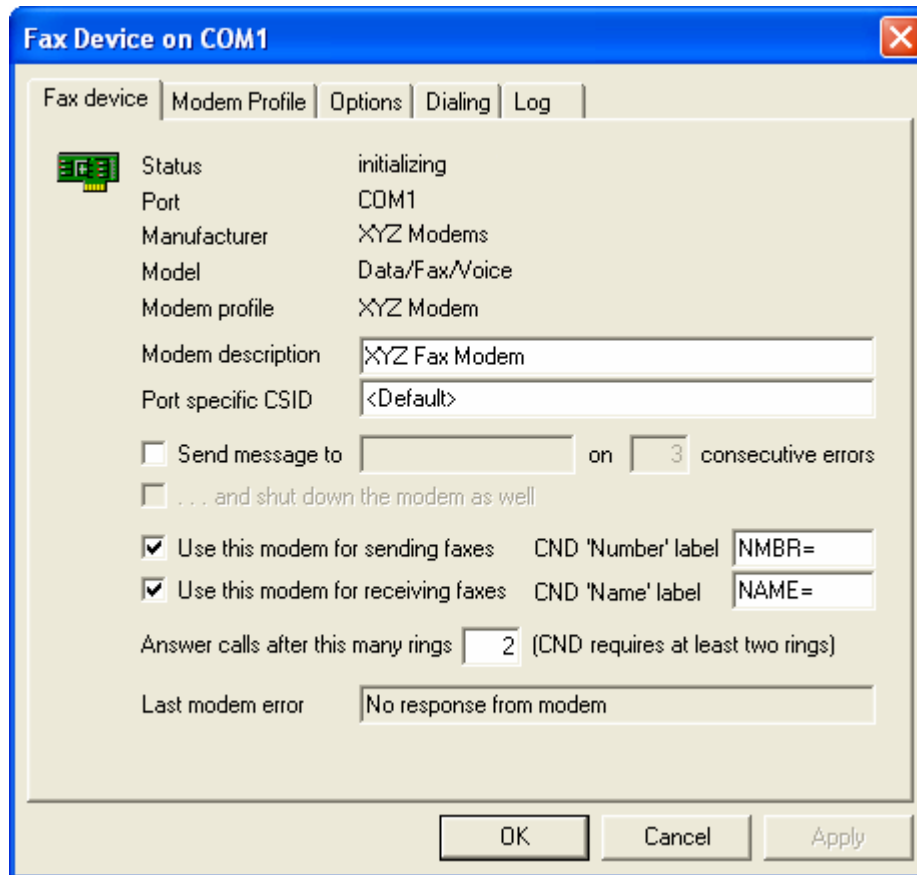 Fax Device on COM1
Fax device Modem Profile Options Dialing Log
Status initializing
Port COM1
Manufacturer XYZ Modems
Model Data/Fax/Voice
Modem profile XYZ Modem
Modem description XYZ Fax Modem
Port specific CSID <Default>
Send message to on 3 consecutive errors
. . . and shut down the modem as well
Use this modem for sending faxes CND 'Number' label NMBR=
Use this modem for receiving faxes CND 'Name' label NAME=
Answer calls after this many rings 2 (CND requires at least two rings)
Last modem error No response from modem
OK Cancel Apply